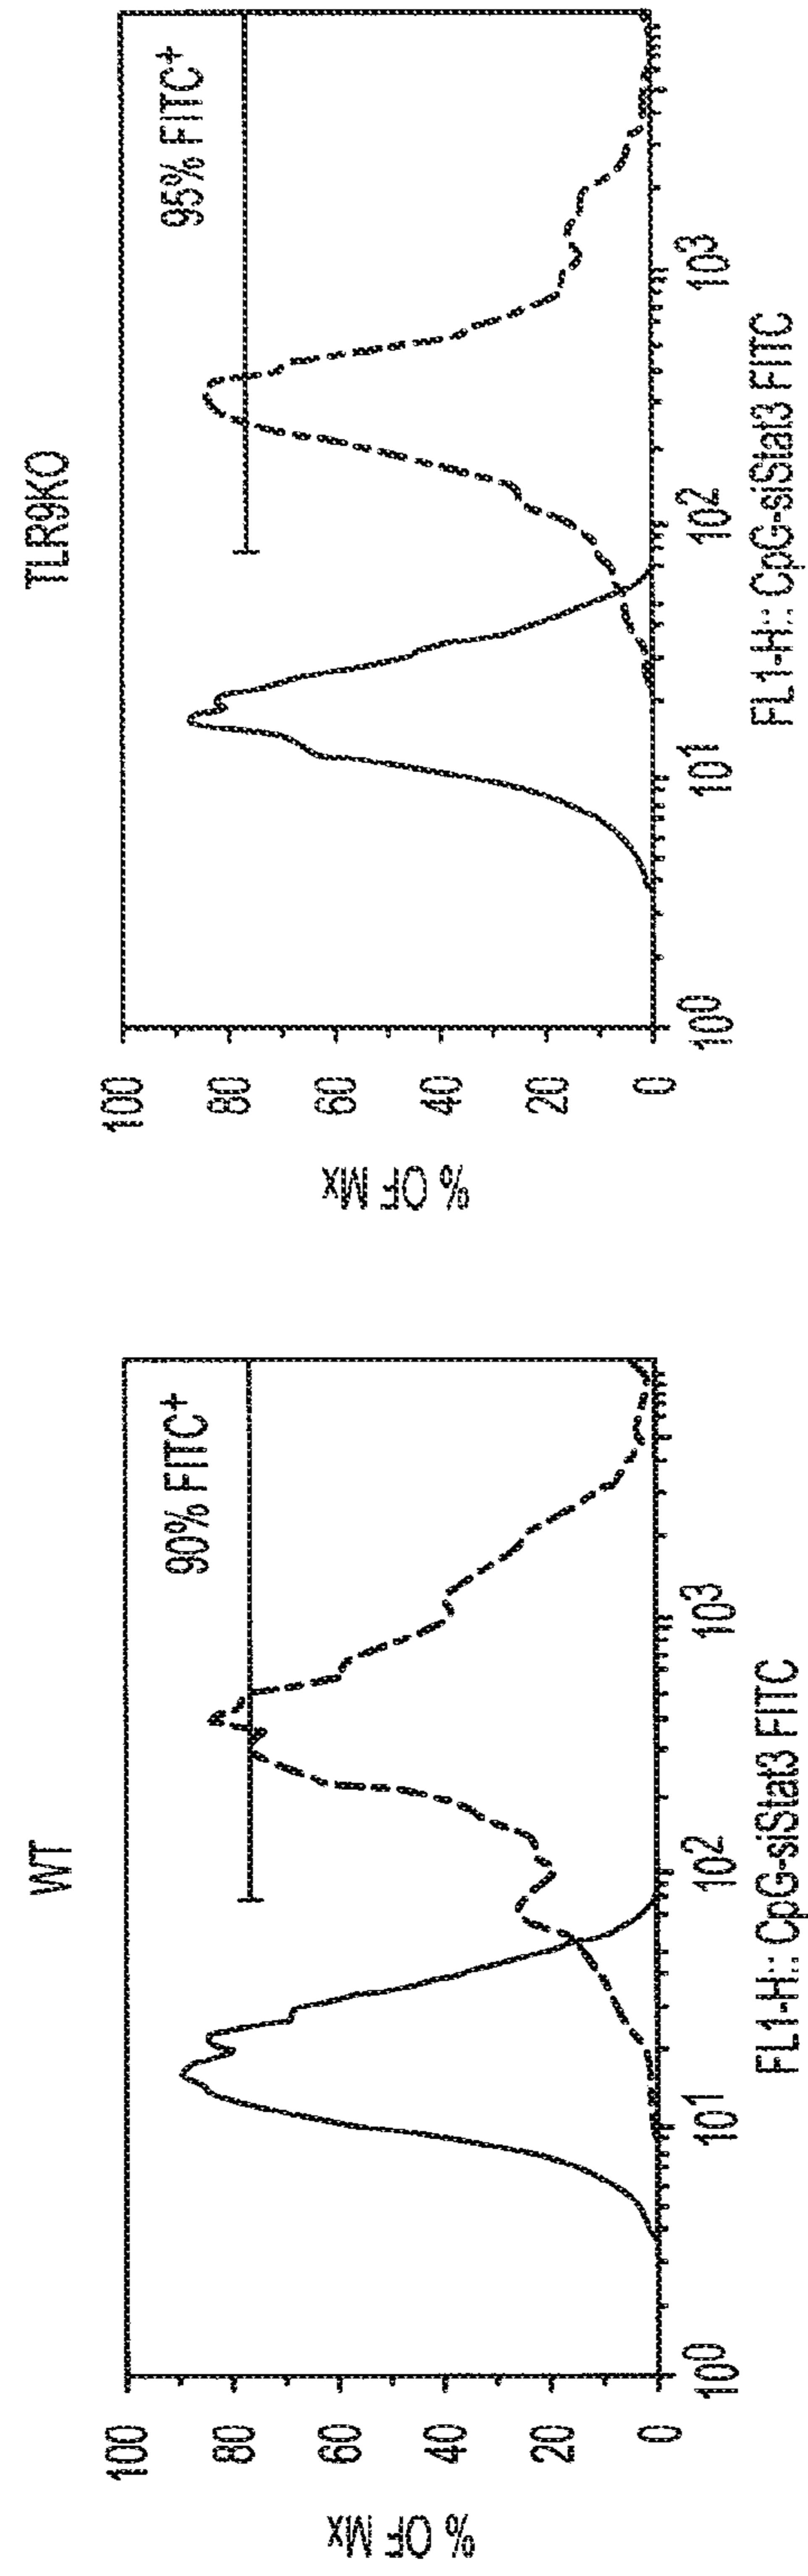 WT
90% FITC+
% OF Mx
100
80
60
40
20
0
10⁰ 10¹ 10² 10³
FL1-H:: CpG-siStat3 FITC
TLR9KO
95% FITC+
% OF Mx
100
80
60
40
20
0
10⁰ 10¹ 10² 10³
FL1-H:: CpG-siStat3 FITC